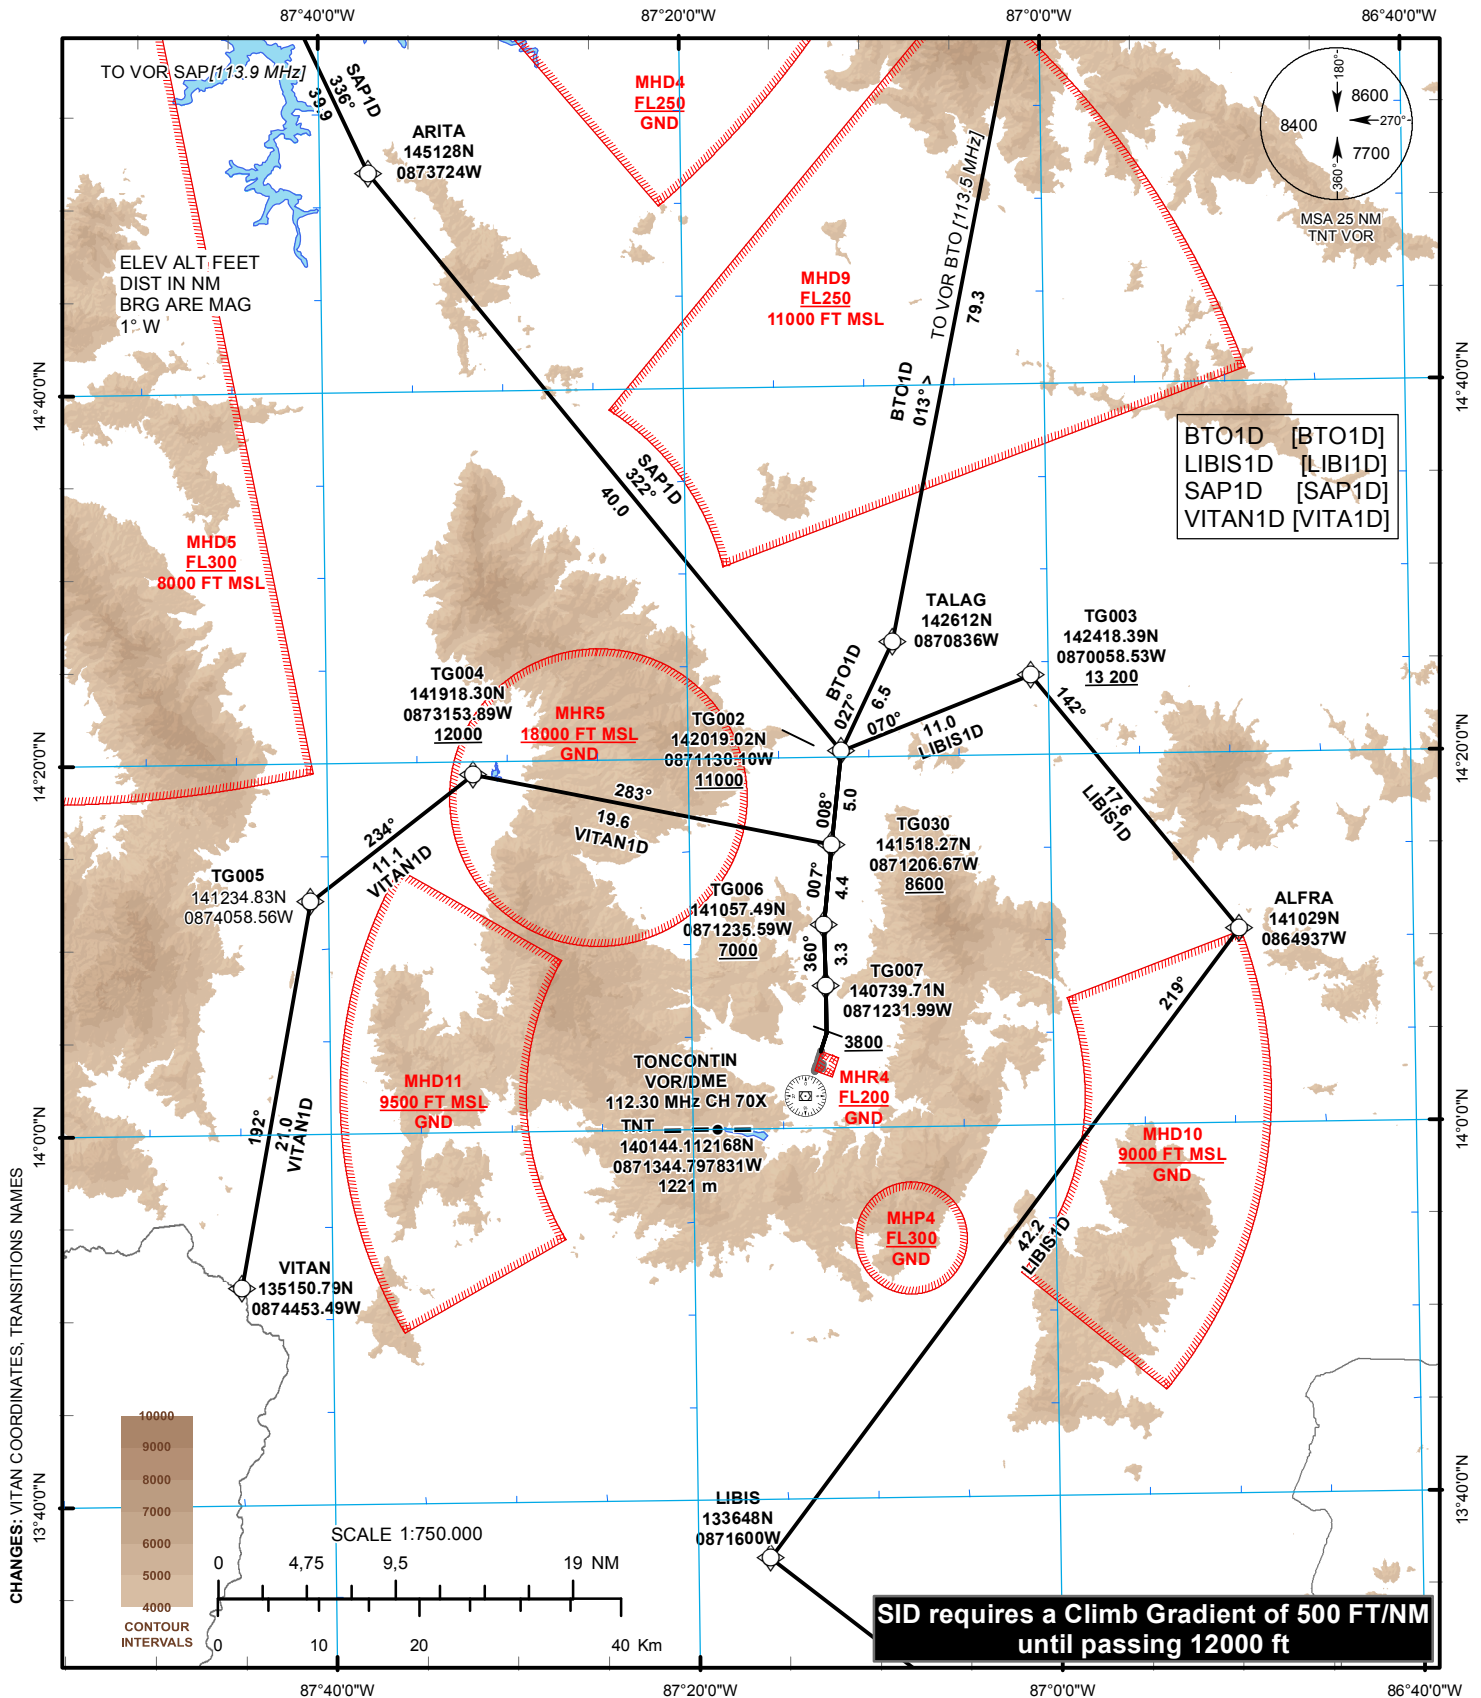 87°40'0"W
87°20'0"W
87°0'0"W
86°40'0"W
TO VOR SAP[113.9 MHz]
SAP1D
336°
39.9
ARITA
145128N
0873724W
MHD4
FL250
GND
180°
8600
270°
8400
7700
360°
MSA 25 NM
TNT VOR
ELEV ALT FEET
DIST IN NM
BRG ARE MAG
1° W
MHD9
FL250
11000 FT MSL
TO VOR BTO [113.5 MHz]
79.3
BTO1D
013° >
14°40'0"N
14°40'0"N
BTO1D [BTO1D]
LIBIS1D [LIBI1D]
SAP1D [SAP1D]
VITAN1D [VITA1D]
SAP1D
322°
40.0
MHD5
FL300
8000 FT MSL
TALAG
142612N
0870836W
TG003
142418.39N
0870058.53W
13 200
BTO1D
027°
6.5
070°
11.0
LIBIS1D
142°
17.6
LIBIS1D
TG004
141918.30N
0873153.89W
12000
MHR5
18000 FT MSL
GND
TG002
142019.02N
0871130.10W
11000
14°20'0"N
14°20'0"N
283°
19.6
VITAN1D
008°
5.0
234°
11.1
VITAN1D
TG030
141518.27N
0871206.67W
8600
TG005
141234.83N
0874058.56W
TG006
141057.49N
0871235.59W
7000
007°
4.4
ALFRA
141029N
0864937W
360°
3.3
TG007
140739.71N
0871231.99W
219°
3800
TONCONTIN
VOR/DME
112.30 MHz CH 70X
TNT
140144.112168N
0871344.797831W
1221 m
MHR4
FL200
GND
MHD11
9500 FT MSL
GND
MHD10
9000 FT MSL
GND
14°0'0"N
14°0'0"N
192°
21.0
VITAN1D
MHP4
FL300
GND
42.2
LIBIS1D
VITAN
135150.79N
0874453.49W
CHANGES: VITAN COORDINATES, TRANSITIONS NAMES
10000
9000
8000
7000
6000
5000
4000
CONTOUR
INTERVALS
13°40'0"N
13°40'0"N
LIBIS
133648N
0871600W
SCALE 1:750.000
0 4,75 9,5 19 NM
0 10 20 40 Km
SID requires a Climb Gradient of 500 FT/NM
until passing 12000 ft
87°40'0"W
87°20'0"W
87°0'0"W
86°40'0"W